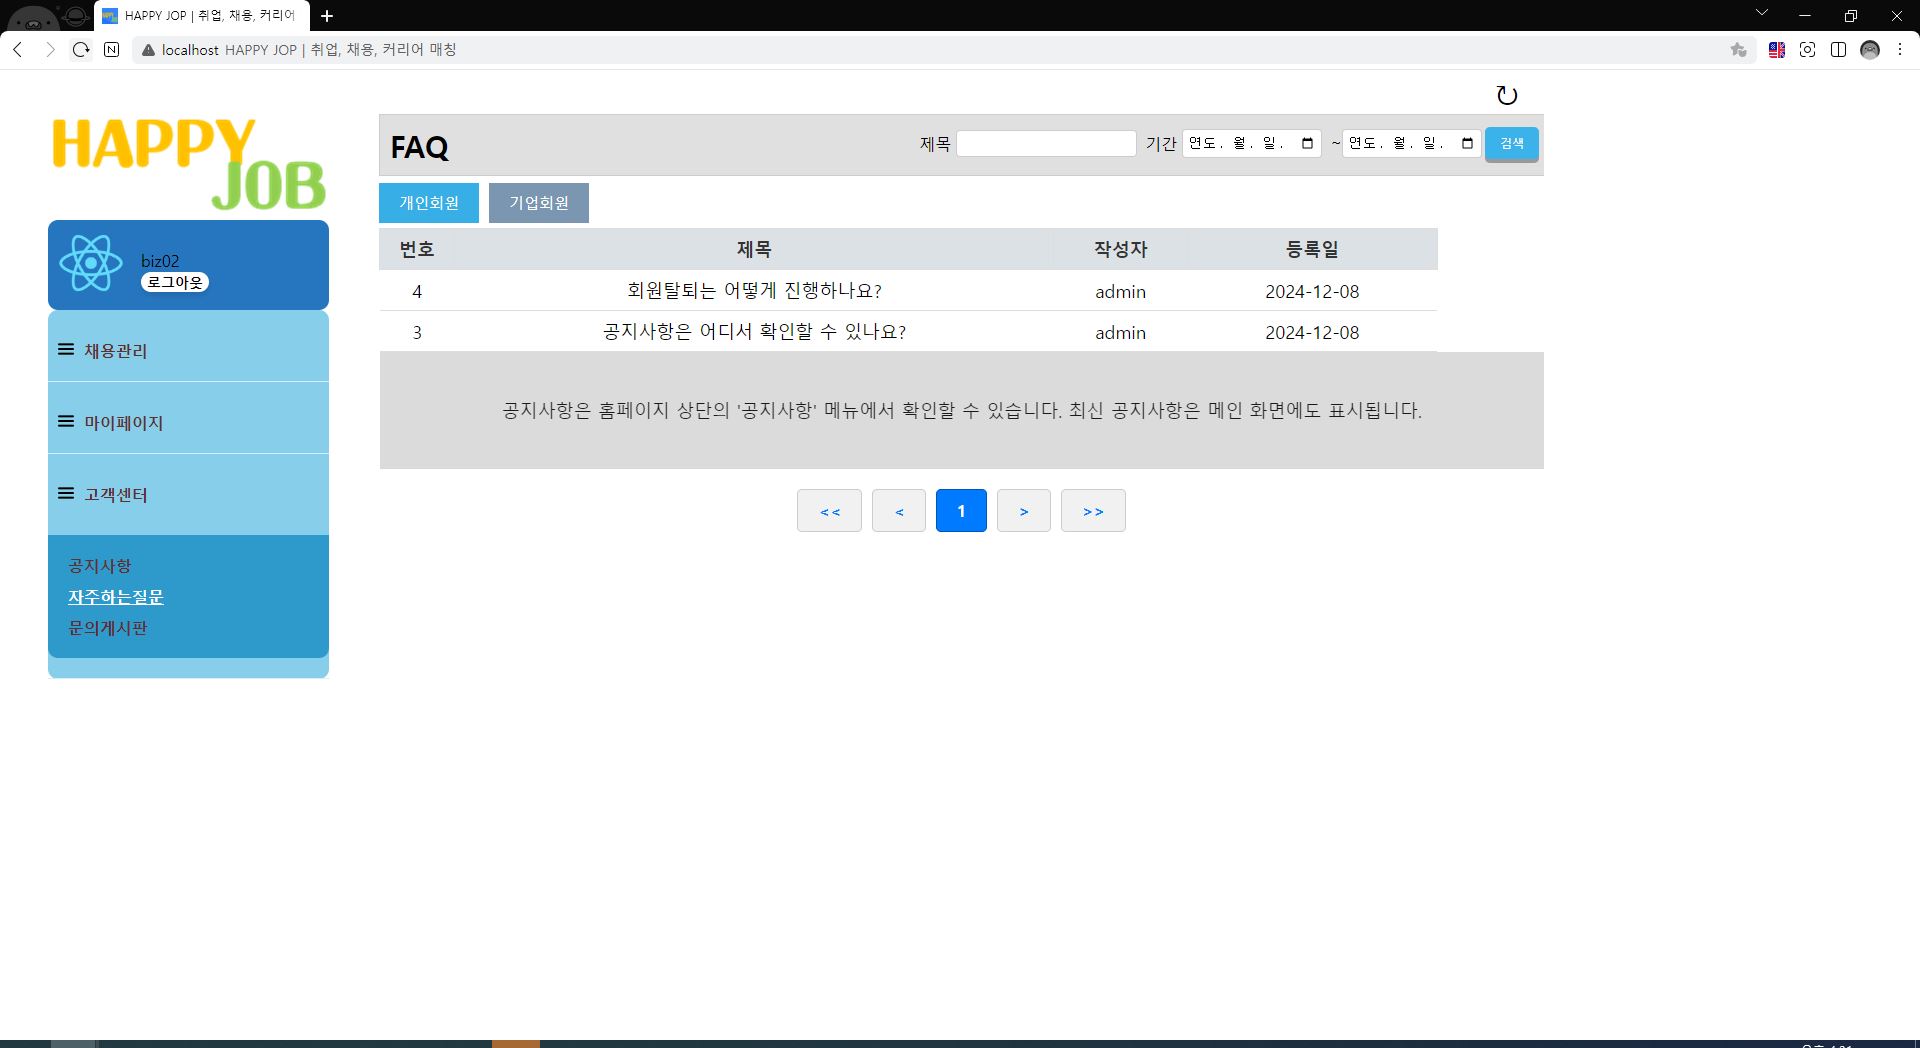 HAPPY JOP | 취업, 채용, 커리어
localhost HAPPY JOP | 취업, 채용, 커리어 매칭
HAPPY
JOB
biz02
로그아웃
채용관리
마이페이지
고객센터
공지사항
자주하는질문
문의게시판
FAQ 제목 기간 연도. 월. 일. ~ 연도. 월. 일. 검색
개인회원 기업회원
번호 제목 작성자 등록일
4 회원탈퇴는 어떻게 진행하나요? admin 2024-12-08
3 공지사항은 어디서 확인할 수 있나요? admin 2024-12-08
공지사항은 홈페이지 상단의 '공지사항' 메뉴에서 확인할 수 있습니다. 최신 공지사항은 메인 화면에도 표시됩니다.
<< < 1 > >>